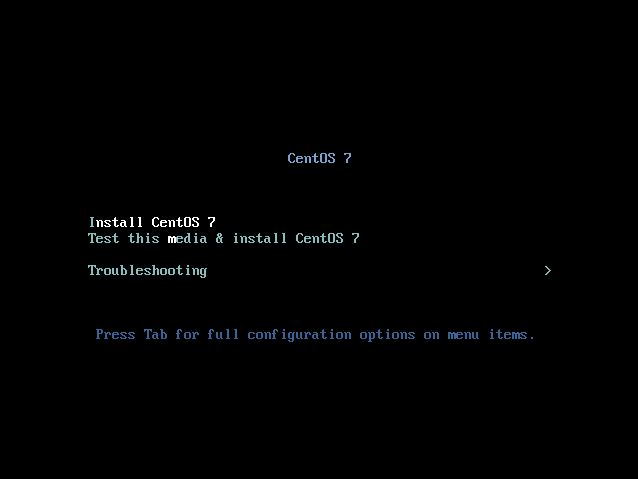 CentOS 7
Install CentOS 7
Test this media & install CentOS 7
Troubleshooting >
Press Tab for full configuration options on menu items.